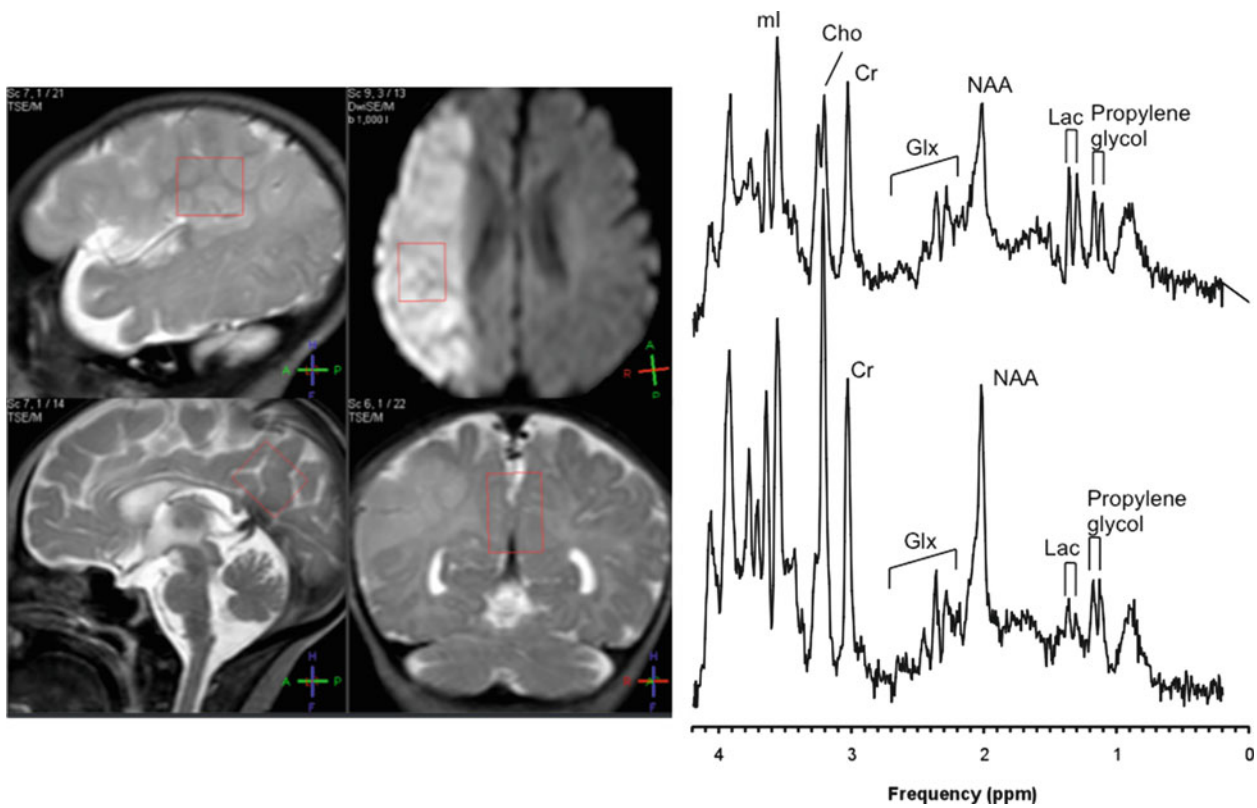 Sc 7, 1 / 21
TSE/M
Sc 9, 3 / 13
DwiSE/M
b 1,000 l
H
A P
F
A
R
P
Sc 7, 1 / 14
TSE/M
Sc 6, 1 / 22
TSE/M
H
A P
F
H
A
F
mI
Cho
Cr
NAA
Lac
Propylene
glycol
Glx
Cr
NAA
Propylene
glycol
Lac
Glx
4 3 2 1 0
Frequency (ppm)